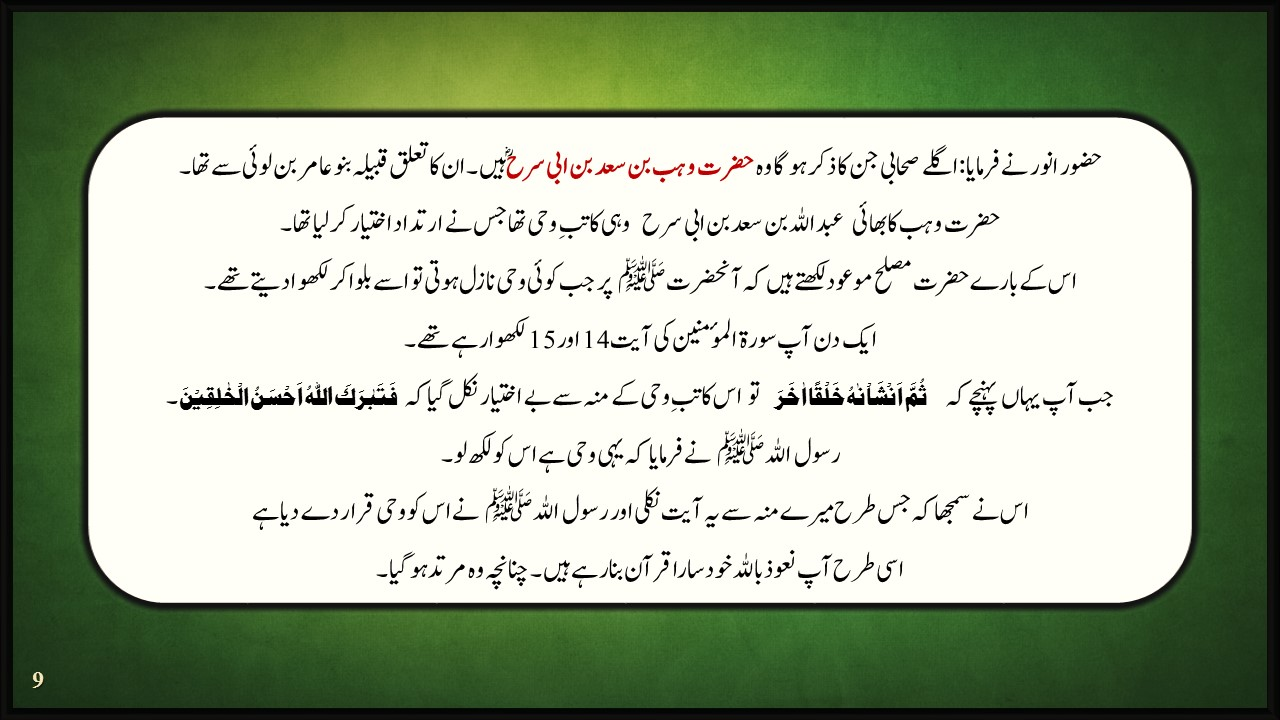 حضور انور نے فرمایا: اگلے صحابی جن کا ذکر ہو گا وہ حضرت وہب بن سعد بن ابی سرحؓ ہیں۔ ان کا تعلق قبیلہ بنو عامر بن لوئی سے تھا۔
حضرت وہب کا بھائی عبداللہ بن سعد بن ابی سرح وہی کاتبِ وحی تھا جس نے ارتداد اختیار کر لیا تھا۔
اس کے بارے حضرت مصلح موعود لکھتے ہیں کہ آنحضرت ﷺ پر جب کوئی وحی نازل ہوتی تو اسے بلوا کر لکھوا دیتے تھے۔
ایک دن آپ سورۃ المؤمنین کی آیت 14 اور 15 لکھوا رہے تھے۔
جب آپ یہاں پہنچے کہ ثُمَّ اَنْشَاْنٰهُ خَلْقًا اٰخَرَ تو اس کاتبِ وحی کے منہ سے بے اختیار نکل گیا کہ فَتَبٰرَكَ اللّٰهُ اَحْسَنُ الْخٰلِقِيْنَ۔
رسول اللہ ﷺ نے فرمایا کہ یہی وحی ہے اس کو لکھ لو۔
اس نے سمجھا کہ جس طرح میرے منہ سے یہ آیت نکلی اور رسول اللہ ﷺ نے اس کو وحی قرار دے دیا ہے
اسی طرح آپ نعوذ باللہ خود سارا قرآن بنا رہے ہیں۔ چنانچہ وہ مرتد ہو گیا۔
9